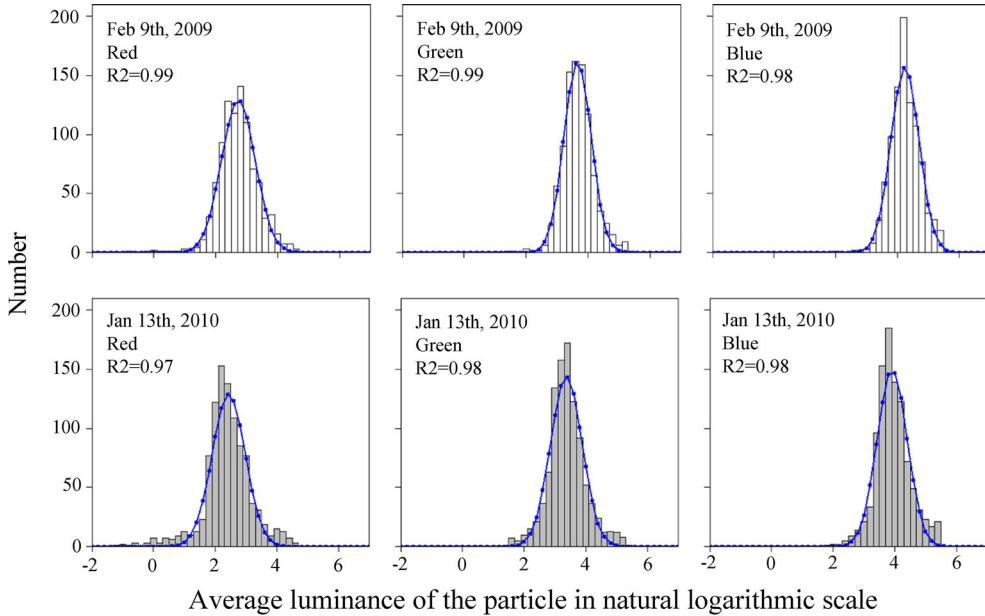 200
150
100
50
0
Feb 9th, 2009
Red
R2=0.99
Feb 9th, 2009
Green
R2=0.99
Feb 9th, 2009
Blue
R2=0.98
Number
200
150
100
50
0
Jan 13th, 2010
Red
R2=0.97
Jan 13th, 2010
Green
R2=0.98
Jan 13th, 2010
Blue
R2=0.98
-2 0 2 4 6
-2 0 2 4 6
-2 0 2 4 6
Average luminance of the particle in natural logarithmic scale